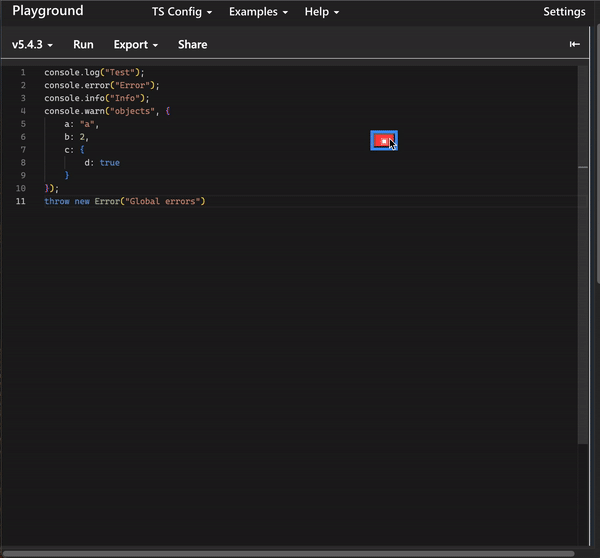 Playground TS Config Examples Help Settings
v5.4.3 Run Export Share
1 console.log("Test");
2 console.error("Error");
3 console.info("Info");
4 console.warn("objects", {
5     a: "a",
6     b: 2,
7     c: {
8         d: true
9     }
10 });
11 throw new Error("Global errors")